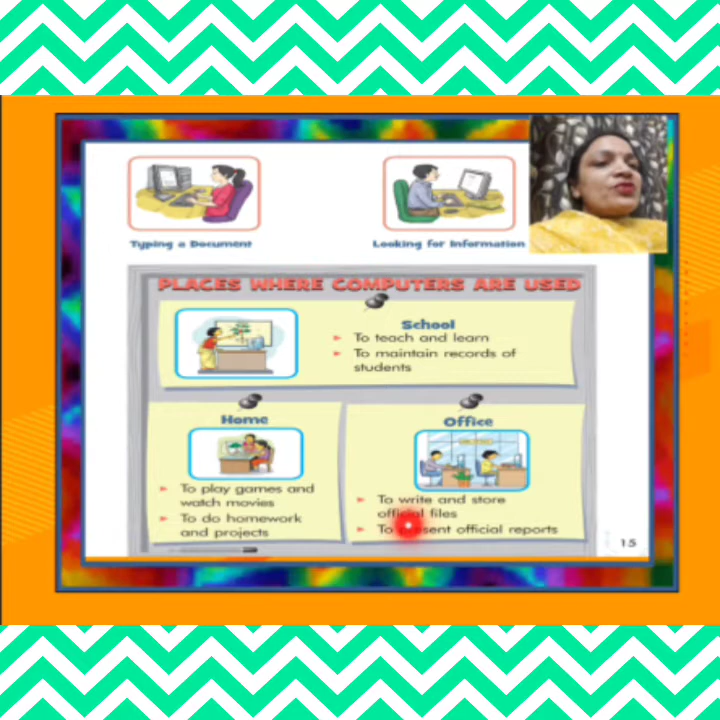 Typing a Document
Looking for Information
PLACES WHERE COMPUTERS ARE USED
School
To teach and learn
To maintain records of
students
Home
To play games and
watch movies
To do homework
and projects
Office
To write and store
official files
To present official reports
15